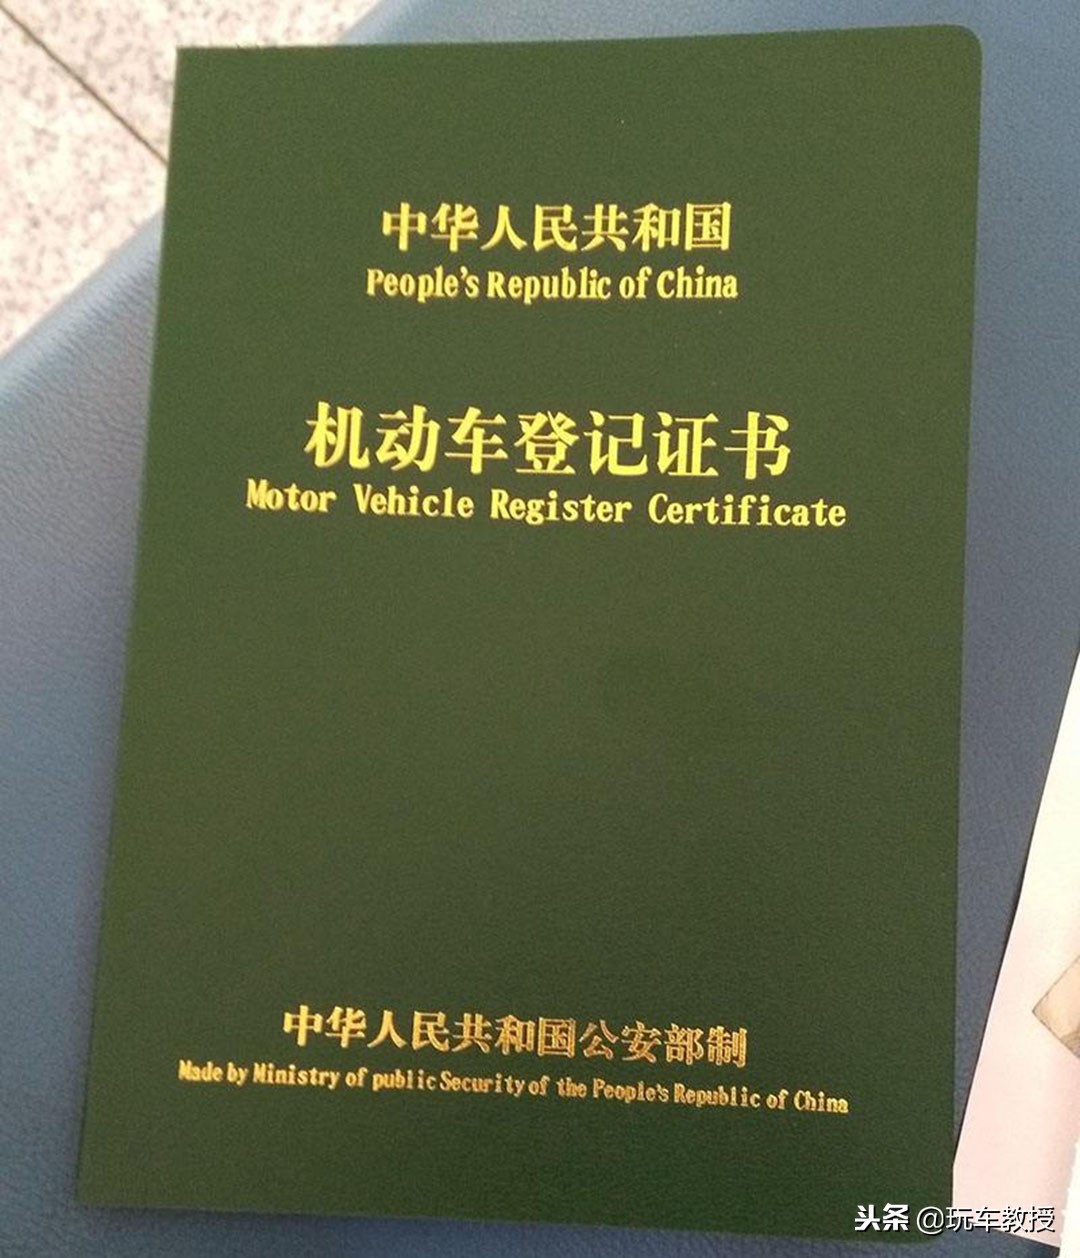 中华人民共和国
People's Republic of China
机动车登记证书
Motor Vehicle Register Certificate
中华人民共和国公安部制
Made by Ministry of public Security of the People's Republic of China
头条 @玩车教授